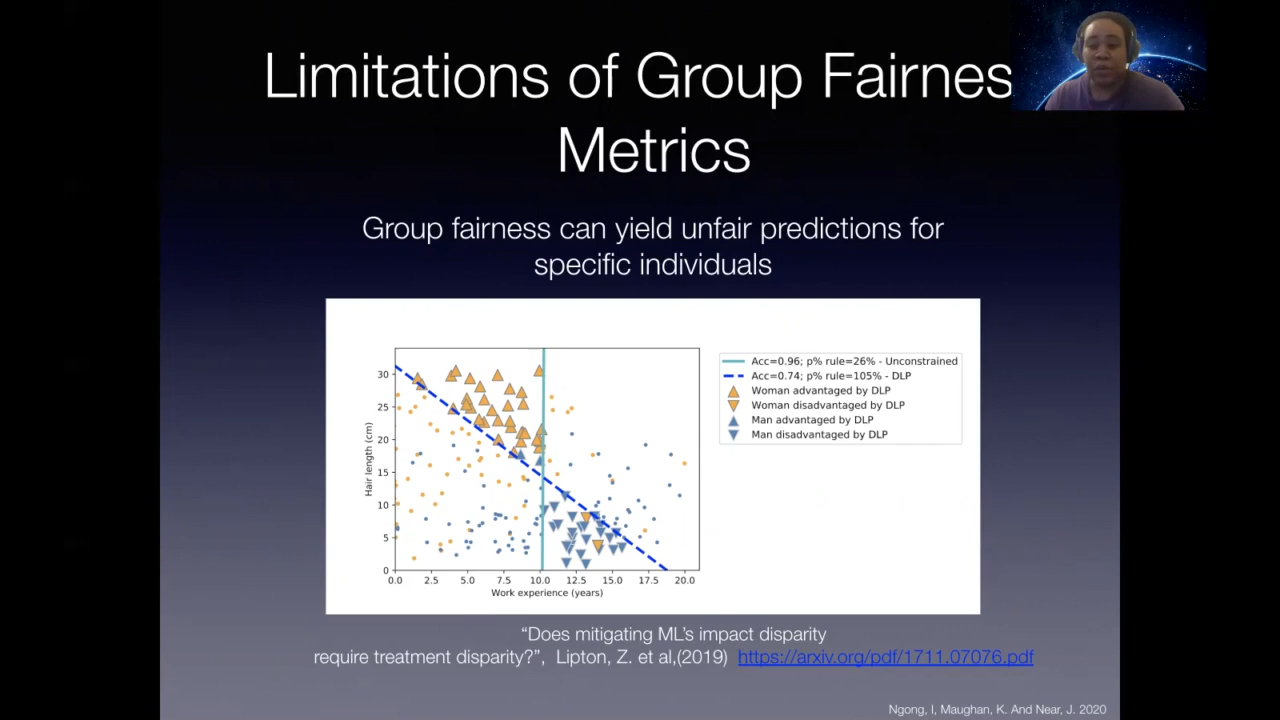 Limitations of Group Fairnes
Metrics
Group fairness can yield unfair predictions for
specific individuals
Acc=0.96; p% rule=26% - Unconstrained
Acc=0.74; p% rule=105% - DLP
Woman advantaged by DLP
Woman disadvantaged by DLP
Man advantaged by DLP
Man disadvantaged by DLP
Hair length (cm)
30
25
20
15
10
5
0
0.0 2.5 5.0 7.5 10.0 12.5 15.0 17.5 20.0
Work experience (years)
“Does mitigating ML’s impact disparity
require treatment disparity?”, Lipton, Z. et al,(2019) https://arxiv.org/pdf/1711.07076.pdf
Ngong, I, Maughan, K. And Near, J. 2020